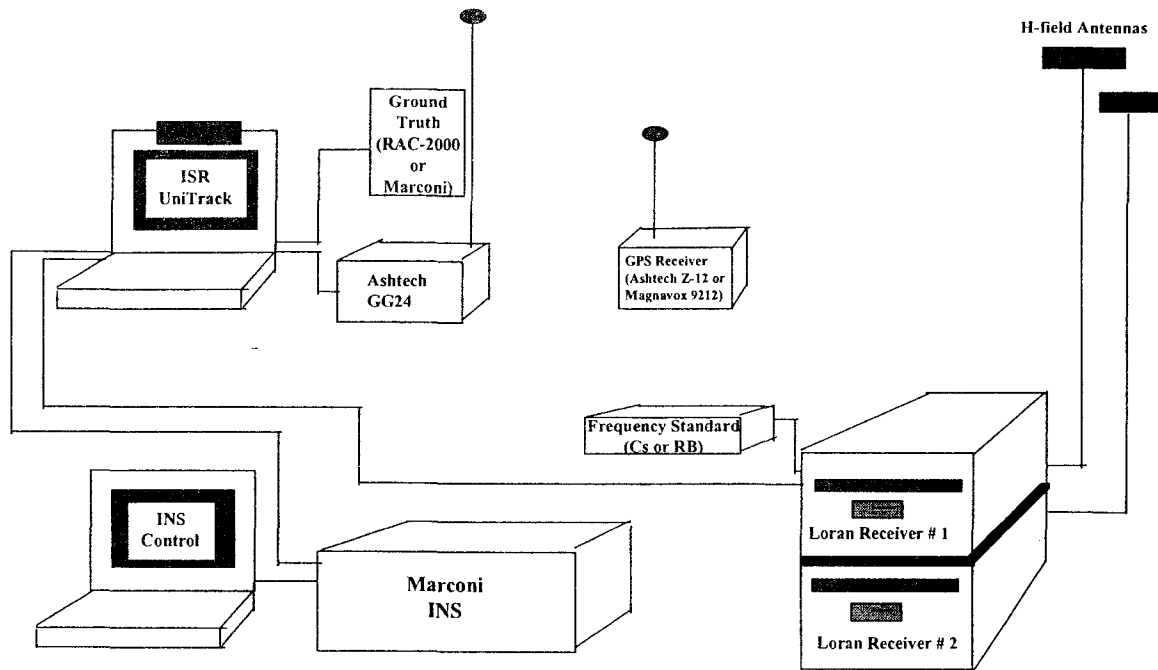 H-field Antennas
Ground
Truth
(RAC-2000
or
Marconi)
ISR
UniTrack
Ashtech
GG24
GPS Receiver
(Ashtech Z-12 or
Magnavox 9212)
Frequency Standard
(Cs or RB)
INS
Control
Marconi
INS
Loran Receiver # 1
Loran Receiver # 2